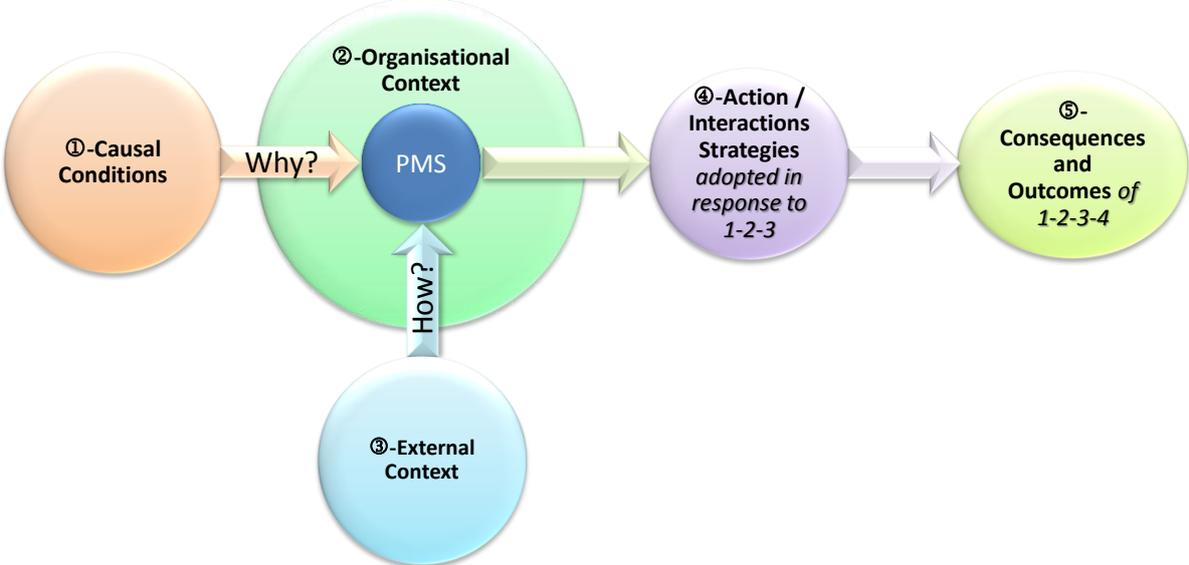 ①-Causal
Conditions
Why?
②-Organisational
Context
PMS
How?
③-External
Context
④-Action /
Interactions
Strategies
adopted in
response to
1-2-3
⑤-
Consequences
and
Outcomes of
1-2-3-4